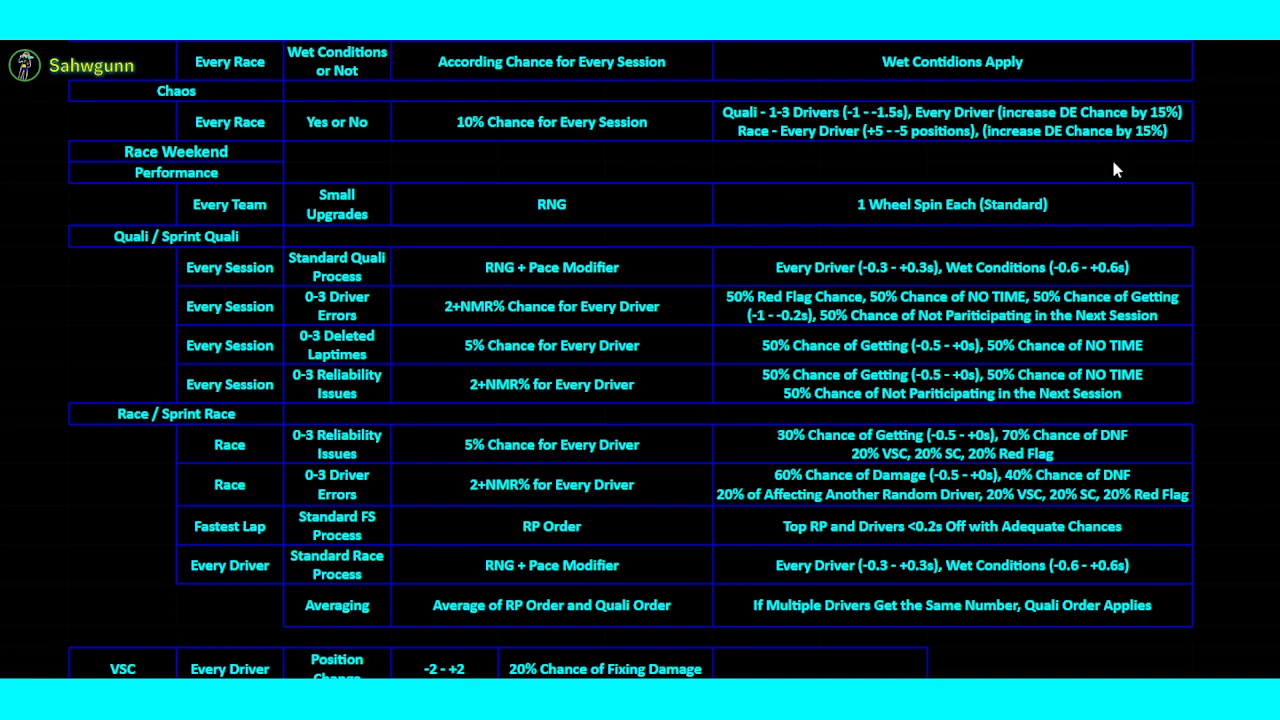 Sahwgunn
Every Race
Wet Conditions
or Not
According Chance for Every Session
Wet Contidions Apply
Chaos
Every Race
Yes or No
10% Chance for Every Session
Quali - 1-3 Drivers (-1 - -1.5s), Every Driver (increase DE Chance by 15%)
Race - Every Driver (+5 - -5 positions), (increase DE Chance by 15%)
Race Weekend
Performance
Every Team
Small
Upgrades
RNG
1 Wheel Spin Each (Standard)
Quali / Sprint Quali
Every Session
Standard Quali
Process
RNG + Pace Modifier
Every Driver (-0.3 - +0.3s), Wet Conditions (-0.6 - +0.6s)
Every Session
0-3 Driver
Errors
2+NMR% Chance for Every Driver
50% Red Flag Chance, 50% Chance of NO TIME, 50% Chance of Getting
(-1 - -0.2s), 50% Chance of Not Pariticipating in the Next Session
Every Session
0-3 Deleted
Laptimes
5% Chance for Every Driver
50% Chance of Getting (-0.5 - +0s), 50% Chance of NO TIME
Every Session
0-3 Reliability
Issues
2+NMR% for Every Driver
50% Chance of Getting (-0.5 - +0s), 50% Chance of NO TIME
50% Chance of Not Pariticipating in the Next Session
Race / Sprint Race
Race
0-3 Reliability
Issues
5% Chance for Every Driver
30% Chance of Getting (-0.5 - +0s), 70% Chance of DNF
20% VSC, 20% SC, 20% Red Flag
Race
0-3 Driver
Errors
2+NMR% for Every Driver
60% Chance of Damage (-0.5 - +0s), 40% Chance of DNF
20% of Affecting Another Random Driver, 20% VSC, 20% SC, 20% Red Flag
Fastest Lap
Standard FS
Process
RP Order
Top RP and Drivers <0.2s Off with Adequate Chances
Every Driver
Standard Race
Process
RNG + Pace Modifier
Every Driver (-0.3 - +0.3s), Wet Conditions (-0.6 - +0.6s)
Averaging
Average of RP Order and Quali Order
If Multiple Drivers Get the Same Number, Quali Order Applies
VSC
Every Driver
Position
Change
-2 - +2
20% Chance of Fixing Damage